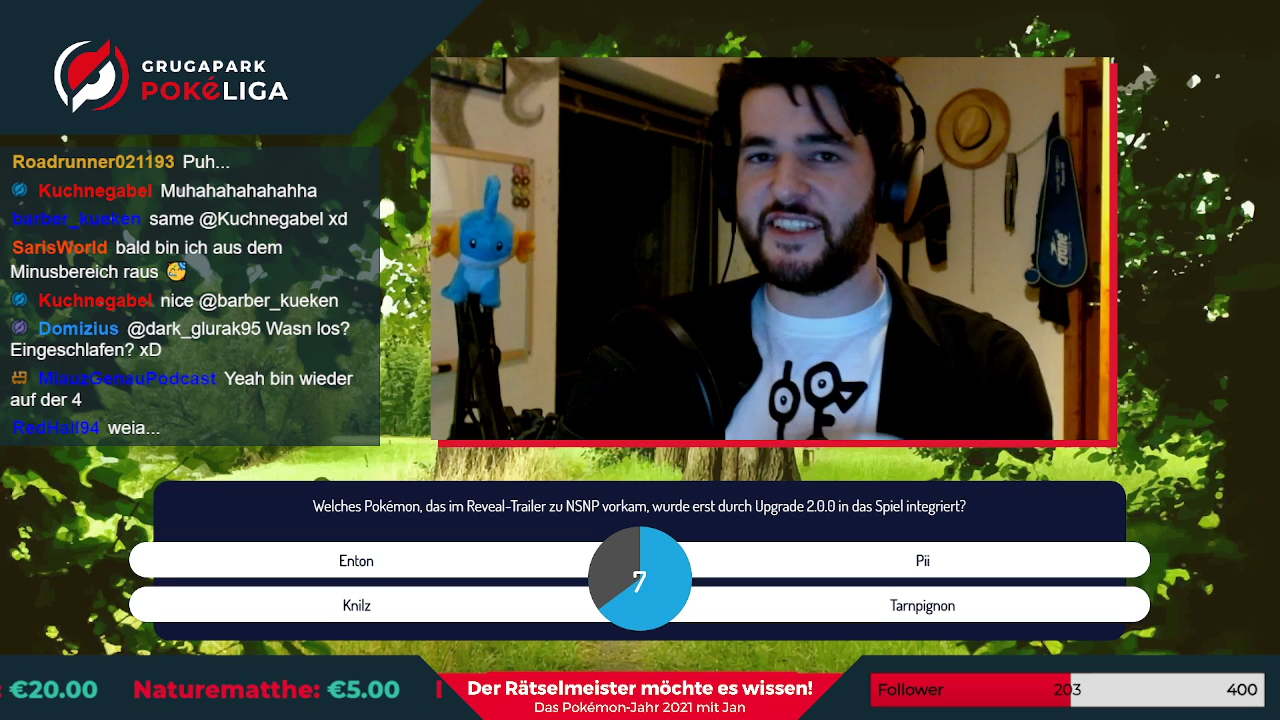 GRUGAPARK
POKéLIGA
Roadrunner021193 Puh...
Kuchnegabel Muhahahahahahha
barber_kueken same @Kuchnegabel xd
SarisWorld bald bin ich aus dem
Minusbereich raus 😥
Kuchnegabel nice @barber_kueken
Domizius @dark_glurak95 Wasn los?
Eingeschlafen? xD
MiauzGenauPodcast Yeah bin wieder
auf der 4
RedHail94 weia...
Welches Pokémon, das im Reveal-Trailer zu NSNP vorkam, wurde erst durch Upgrade 2.0.0 in das Spiel integriert?
Enton
Pii
7
Knilz
Tarnpignon
: €20.00 Naturematthe: €5.00
Der Rätselmeister möchte es wissen!
Das Pokémon-Jahr 2021 mit Jan
Follower 203 400